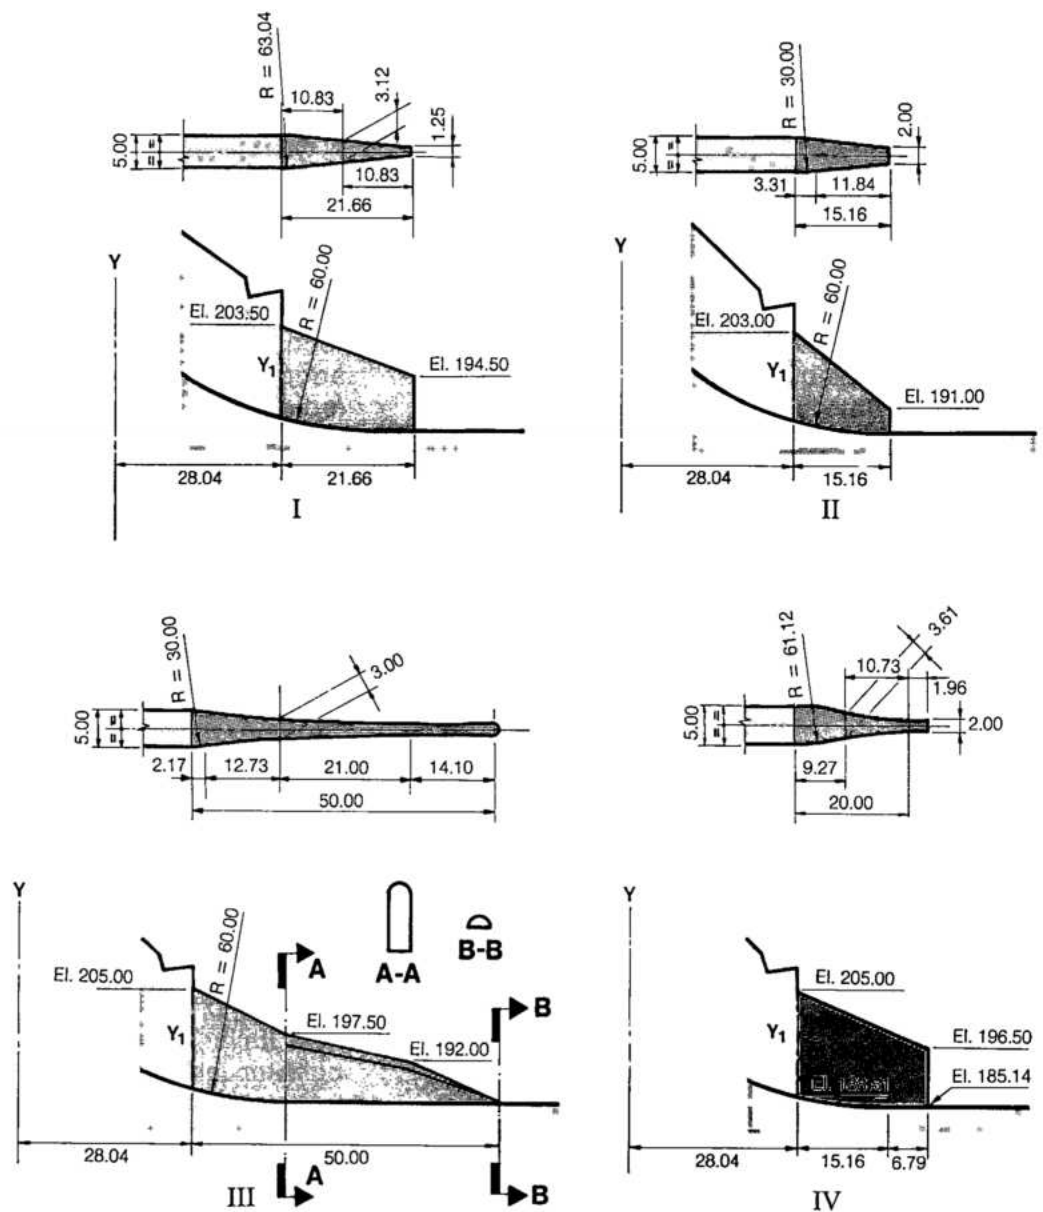 R = 63.04
10.83
3.12
1.25
5.00
=
=
10.83
21.66
Y
R = 60.00
El. 203.50
Y1
El. 194.50
28.04
21.66
I
R = 30.00
2.00
5.00
=
=
3.31
11.84
15.16
Y
R = 60.00
El. 203.00
Y1
El. 191.00
28.04
15.16
II
R = 30.00
3.00
5.00
=
=
2.17
12.73
21.00
14.10
50.00
Y
R = 60.00
A-A
B-B
A
B
El. 205.00
El. 197.50
El. 192.00
Y1
28.04
50.00
A
B
III
R = 61.12
3.61
10.73
1.96
5.00
=
=
2.00
9.27
20.00
Y
El. 205.00
Y1
El. 196.50
El. 185.14
28.04
15.16
6.79
IV